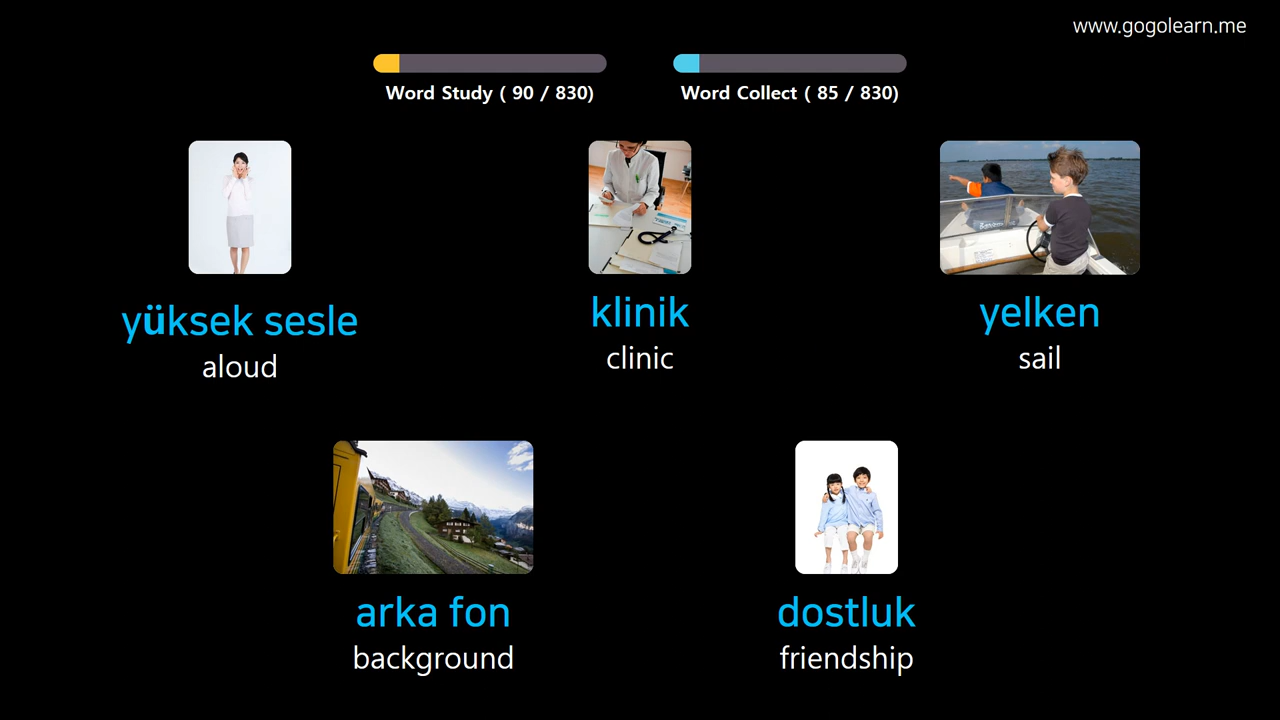 www.gogolearn.me
Word Study ( 90 / 830)
Word Collect ( 85 / 830)
yüksek sesle
aloud
klinik
clinic
yelken
sail
arka fon
background
dostluk
friendship